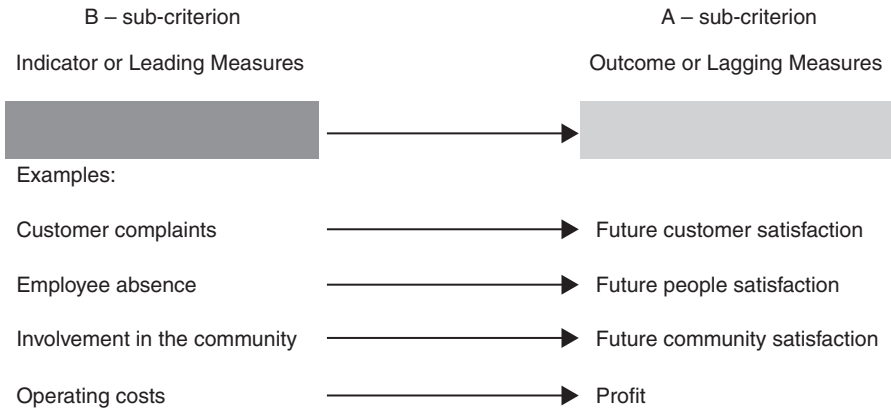 B – sub-criterion A – sub-criterion
Indicator or Leading Measures Outcome or Lagging Measures
Examples:
Customer complaints Future customer satisfaction
Employee absence Future people satisfaction
Involvement in the community Future community satisfaction
Operating costs Profit